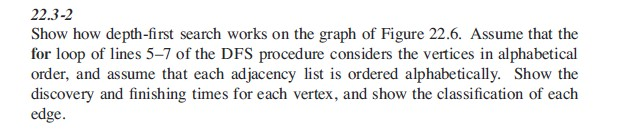 22.3-2
Show how depth-first search works on the graph of Figure 22.6. Assume that the
for loop of lines 5–7 of the DFS procedure considers the vertices in alphabetical
order, and assume that each adjacency list is ordered alphabetically. Show the
discovery and finishing times for each vertex, and show the classification of each
edge.